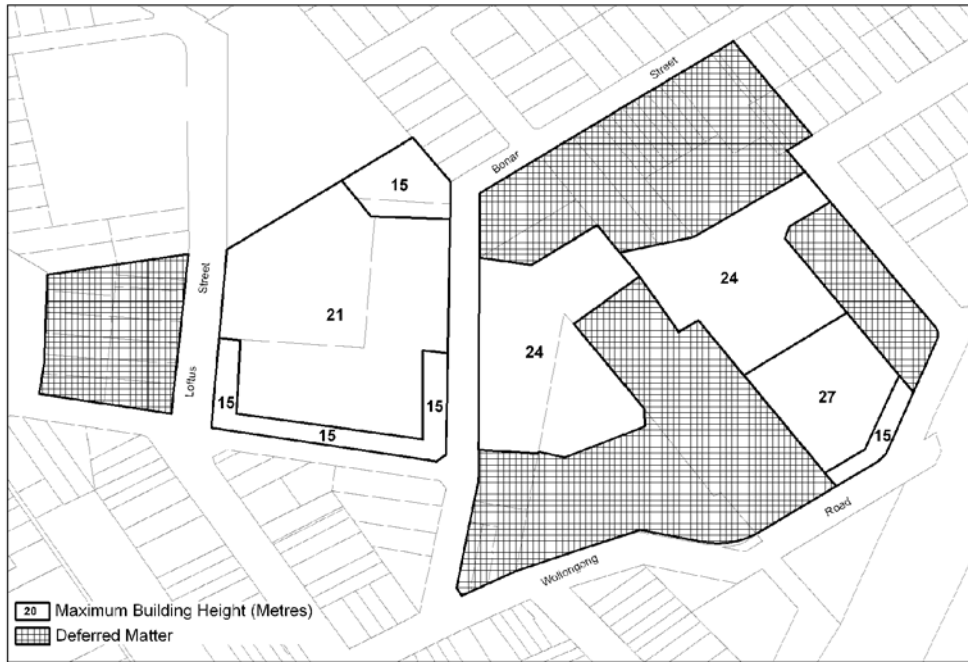 Street
Bonar
15
24
Street
21
24
Loftus
15
15
27
15
15
Road
Wollongong
20 Maximum Building Height (Metres)
Deferred Matter